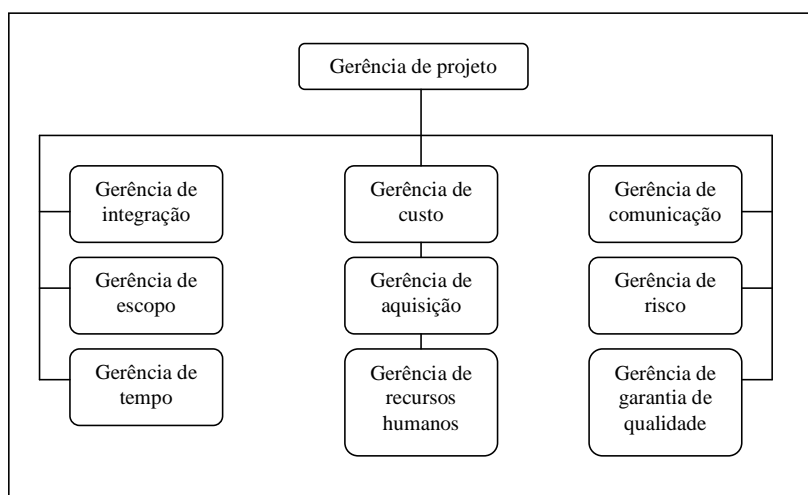 Gerência de projeto
Gerência de
integração
Gerência de
custo
Gerência de
comunicação
Gerência de
escopo
Gerência de
aquisição
Gerência de
risco
Gerência de
tempo
Gerência de
recursos
humanos
Gerência de
garantia de
qualidade